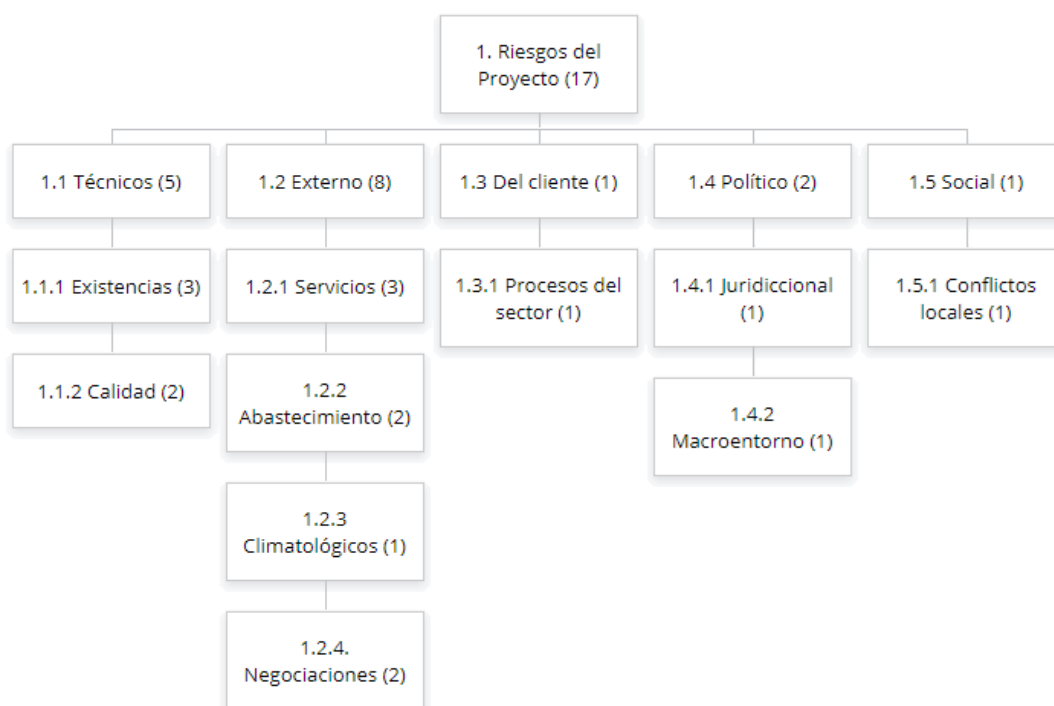 1. Riesgos del
Proyecto (17)
1.1 Técnicos (5)
1.2 Externo (8)
1.3 Del cliente (1)
1.4 Político (2)
1.5 Social (1)
1.1.1 Existencias (3)
1.2.1 Servicios (3)
1.3.1 Procesos del
sector (1)
1.4.1 Juridiccional
(1)
1.5.1 Conflictos
locales (1)
1.1.2 Calidad (2)
1.2.2
Abastecimiento (2)
1.4.2
Macroentorno (1)
1.2.3
Climatológicos (1)
1.2.4.
Negociaciones (2)